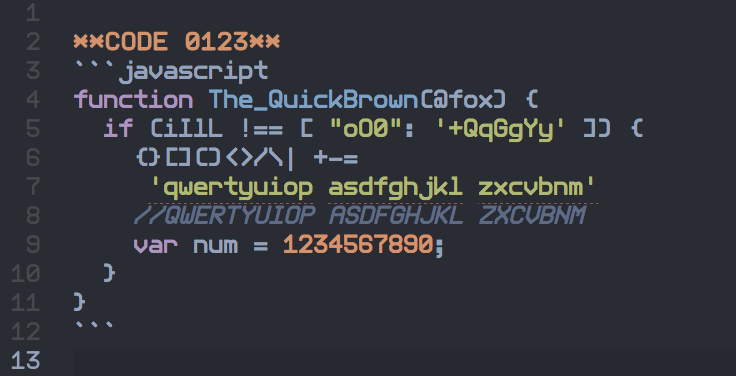 1
2 **CODE 0123**
3 ```javascript
4 function The_QuickBrown(@fox) {
5   if (iIlL !== [ "oO0": '+QqGgYy' ]) {
6     {}[]()<>/\| +-=
7      'qwertyuiop asdfghjkl zxcvbnm'
8     //QWERTYUIOP ASDFGHJKL ZXCVBNM
9     var num = 1234567890;
10   }
11 }
12 ```
13